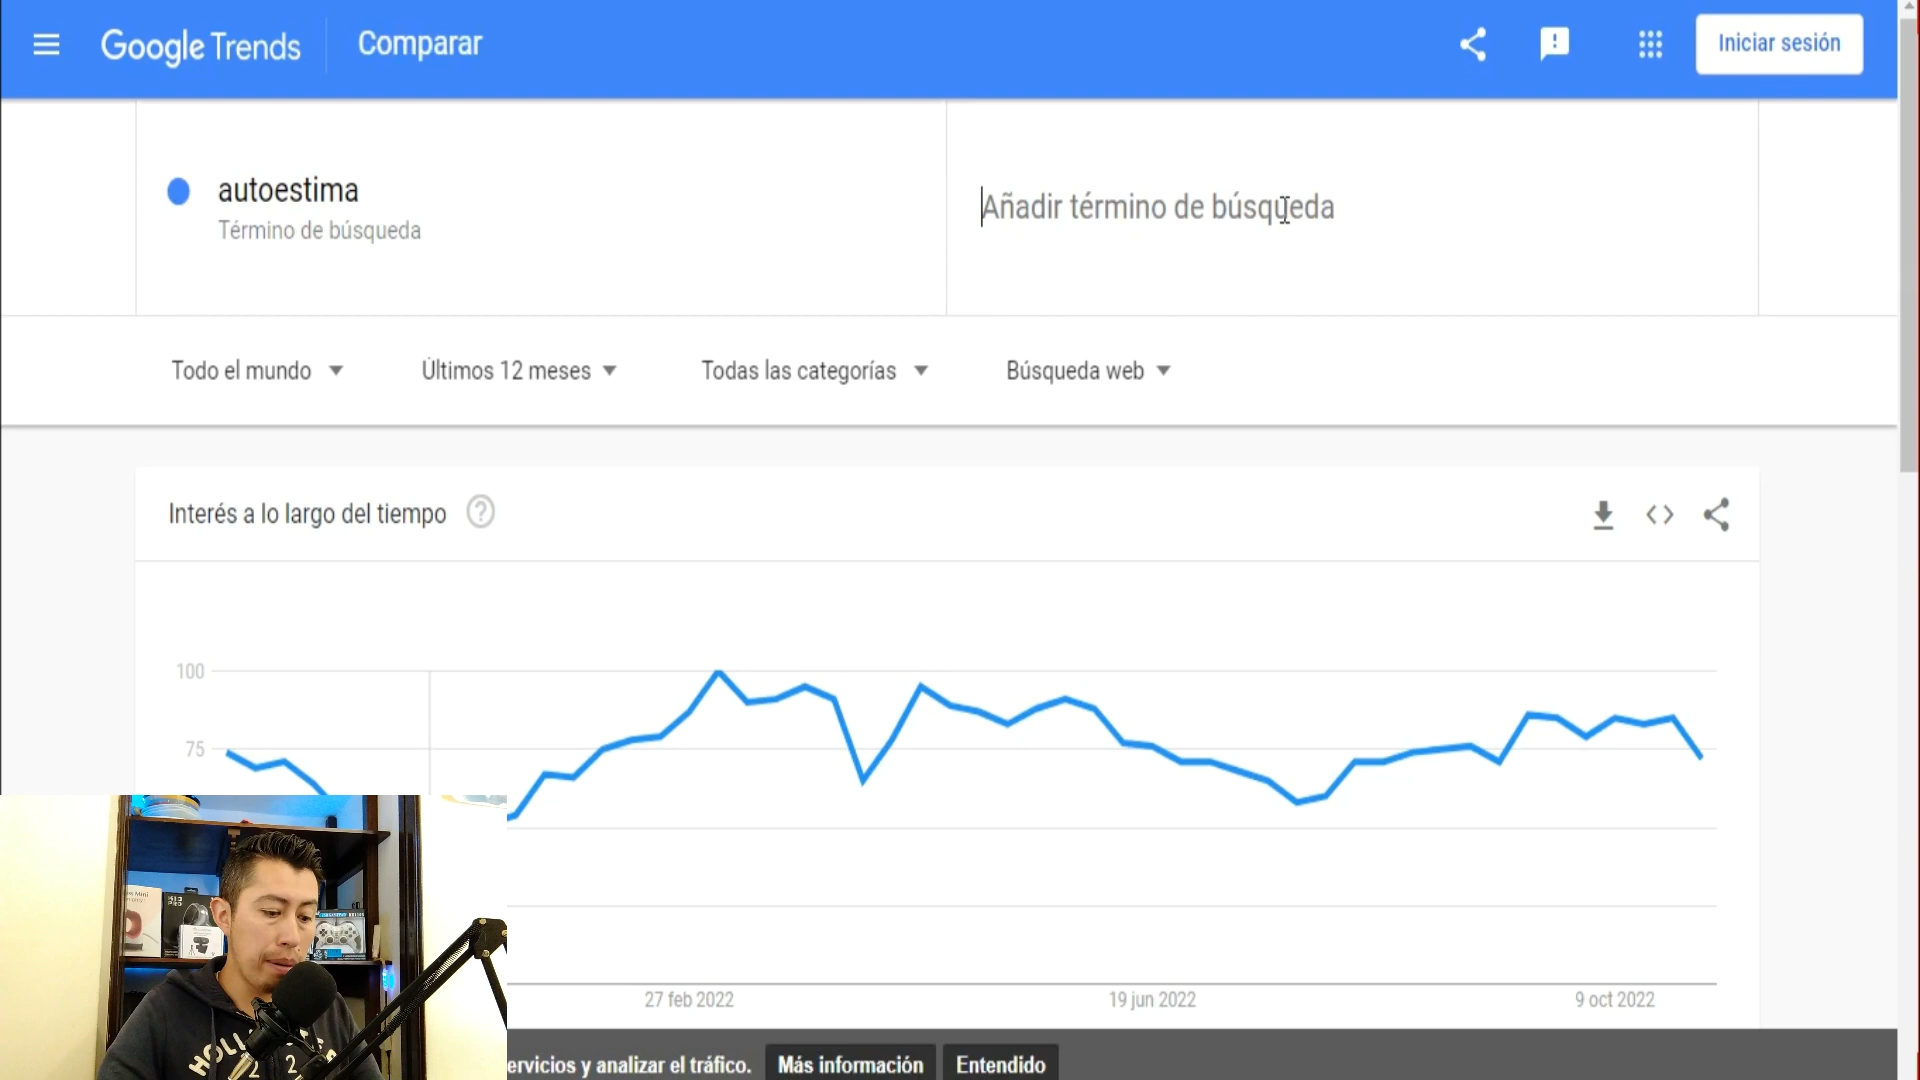 Google Trends
Comparar
Iniciar sesión
autoestima
Término de búsqueda
Añadir término de búsqueda
Todo el mundo
Últimos 12 meses
Todas las categorías
Búsqueda web
Interés a lo largo del tiempo
100
75
27 feb 2022
19 jun 2022
9 oct 2022
ervicios y analizar el tráfico.
Más información
Entendido